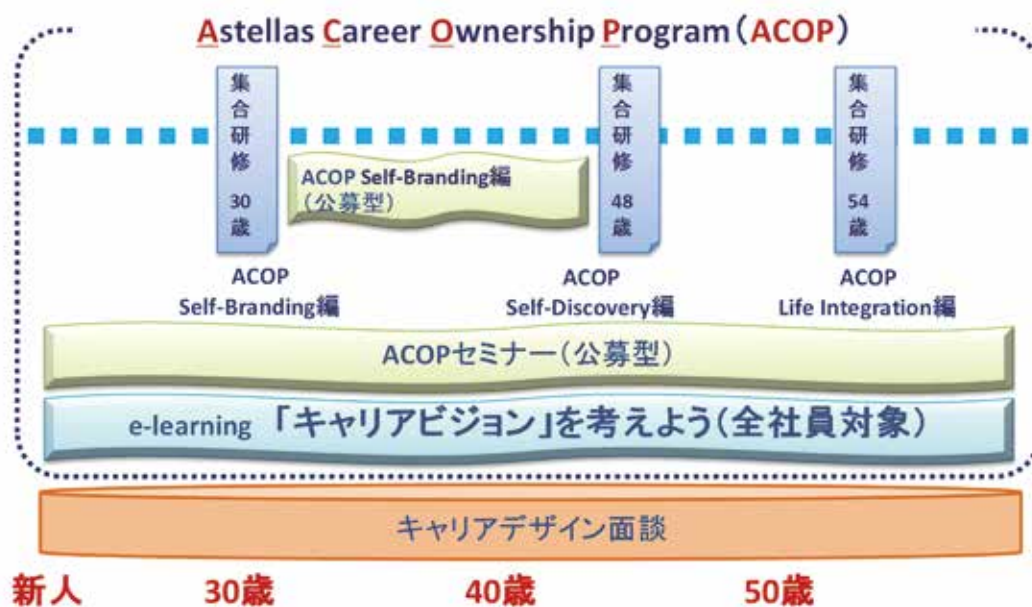 Astellas Career Ownership Program（ACOP）
集合研修 30歳
集合研修 48歳
集合研修 54歳
ACOP Self-Branding編
（公募型）
ACOP
Self-Branding編
ACOP
Self-Discovery編
ACOP
Life Integration編
ACOPセミナー（公募型）
e-learning 「キャリアビジョン」を考えよう（全社員対象）
キャリアデザイン面談
新人 30歳 40歳 50歳